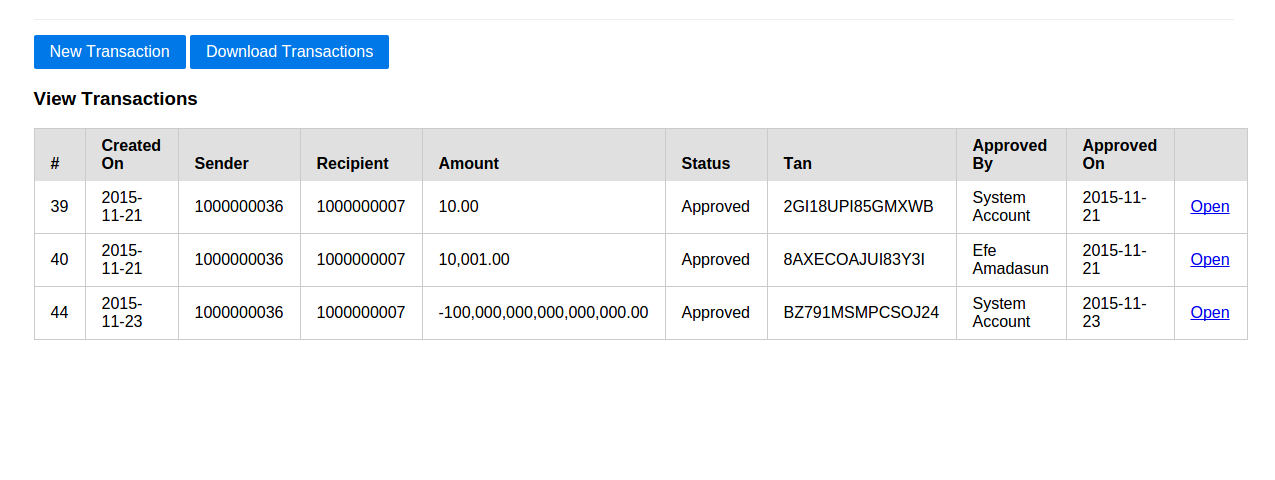 New Transaction Download Transactions
View Transactions
# Created On Sender Recipient Amount Status Tan Approved By Approved On
39 2015-11-21 1000000036 1000000007 10.00 Approved 2GI18UPI85GMXWB System Account 2015-11-21 Open
40 2015-11-21 1000000036 1000000007 10,001.00 Approved 8AXECOAJUI83Y3I Efe Amadasun 2015-11-21 Open
44 2015-11-23 1000000036 1000000007 -100,000,000,000,000,000.00 Approved BZ791MSMPCSOJ24 System Account 2015-11-23 Open